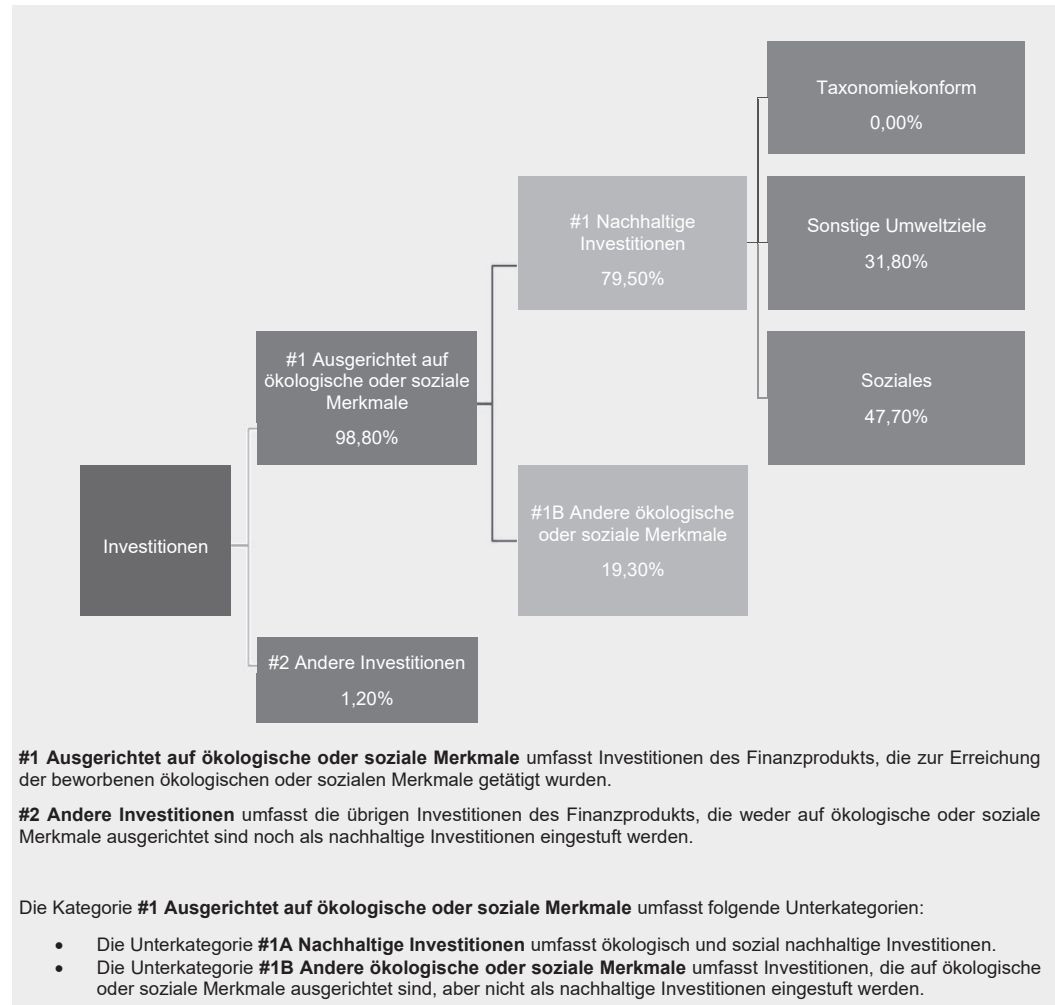 Taxonomiekonform
0,00%
#1 Nachhaltige
Investitionen
79,50%
Sonstige Umweltziele
31,80%
#1 Ausgerichtet auf
ökologische oder soziale
Merkmale
98,80%
Soziales
47,70%
Investitionen
#1B Andere ökologische
oder soziale Merkmale
19,30%
#2 Andere Investitionen
1,20%
#1 Ausgerichtet auf ökologische oder soziale Merkmale umfasst Investitionen des Finanzprodukts, die zur Erreichung
der beworbenen ökologischen oder sozialen Merkmale getätigt wurden.
#2 Andere Investitionen umfasst die übrigen Investitionen des Finanzprodukts, die weder auf ökologische oder soziale
Merkmale ausgerichtet sind noch als nachhaltige Investitionen eingestuft werden.
Die Kategorie #1 Ausgerichtet auf ökologische oder soziale Merkmale umfasst folgende Unterkategorien:
• Die Unterkategorie #1A Nachhaltige Investitionen umfasst ökologisch und sozial nachhaltige Investitionen.
• Die Unterkategorie #1B Andere ökologische oder soziale Merkmale umfasst Investitionen, die auf ökologische
oder soziale Merkmale ausgerichtet sind, aber nicht als nachhaltige Investitionen eingestuft werden.